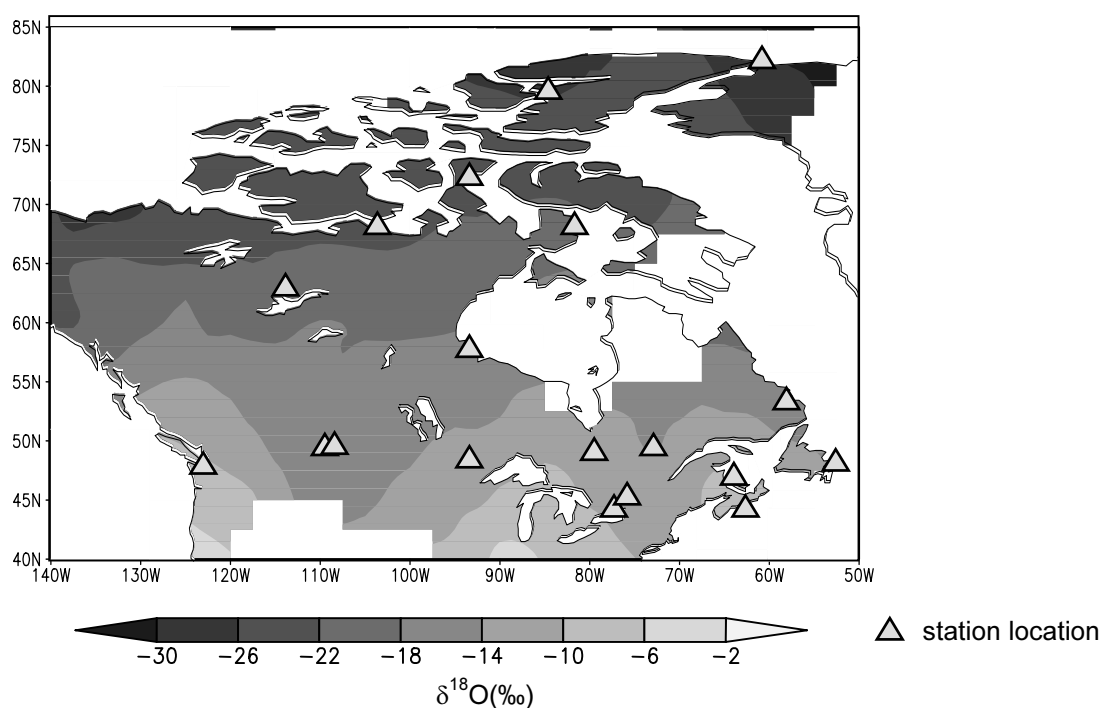 85N
80N
75N
70N
65N
60N
55N
50N
45N
40N
140W 130W 120W 110W 100W 90W 80W 70W 60W 50W
−30 −26 −22 −18 −14 −10 −6 −2
station location
δ¹⁸O(‰)